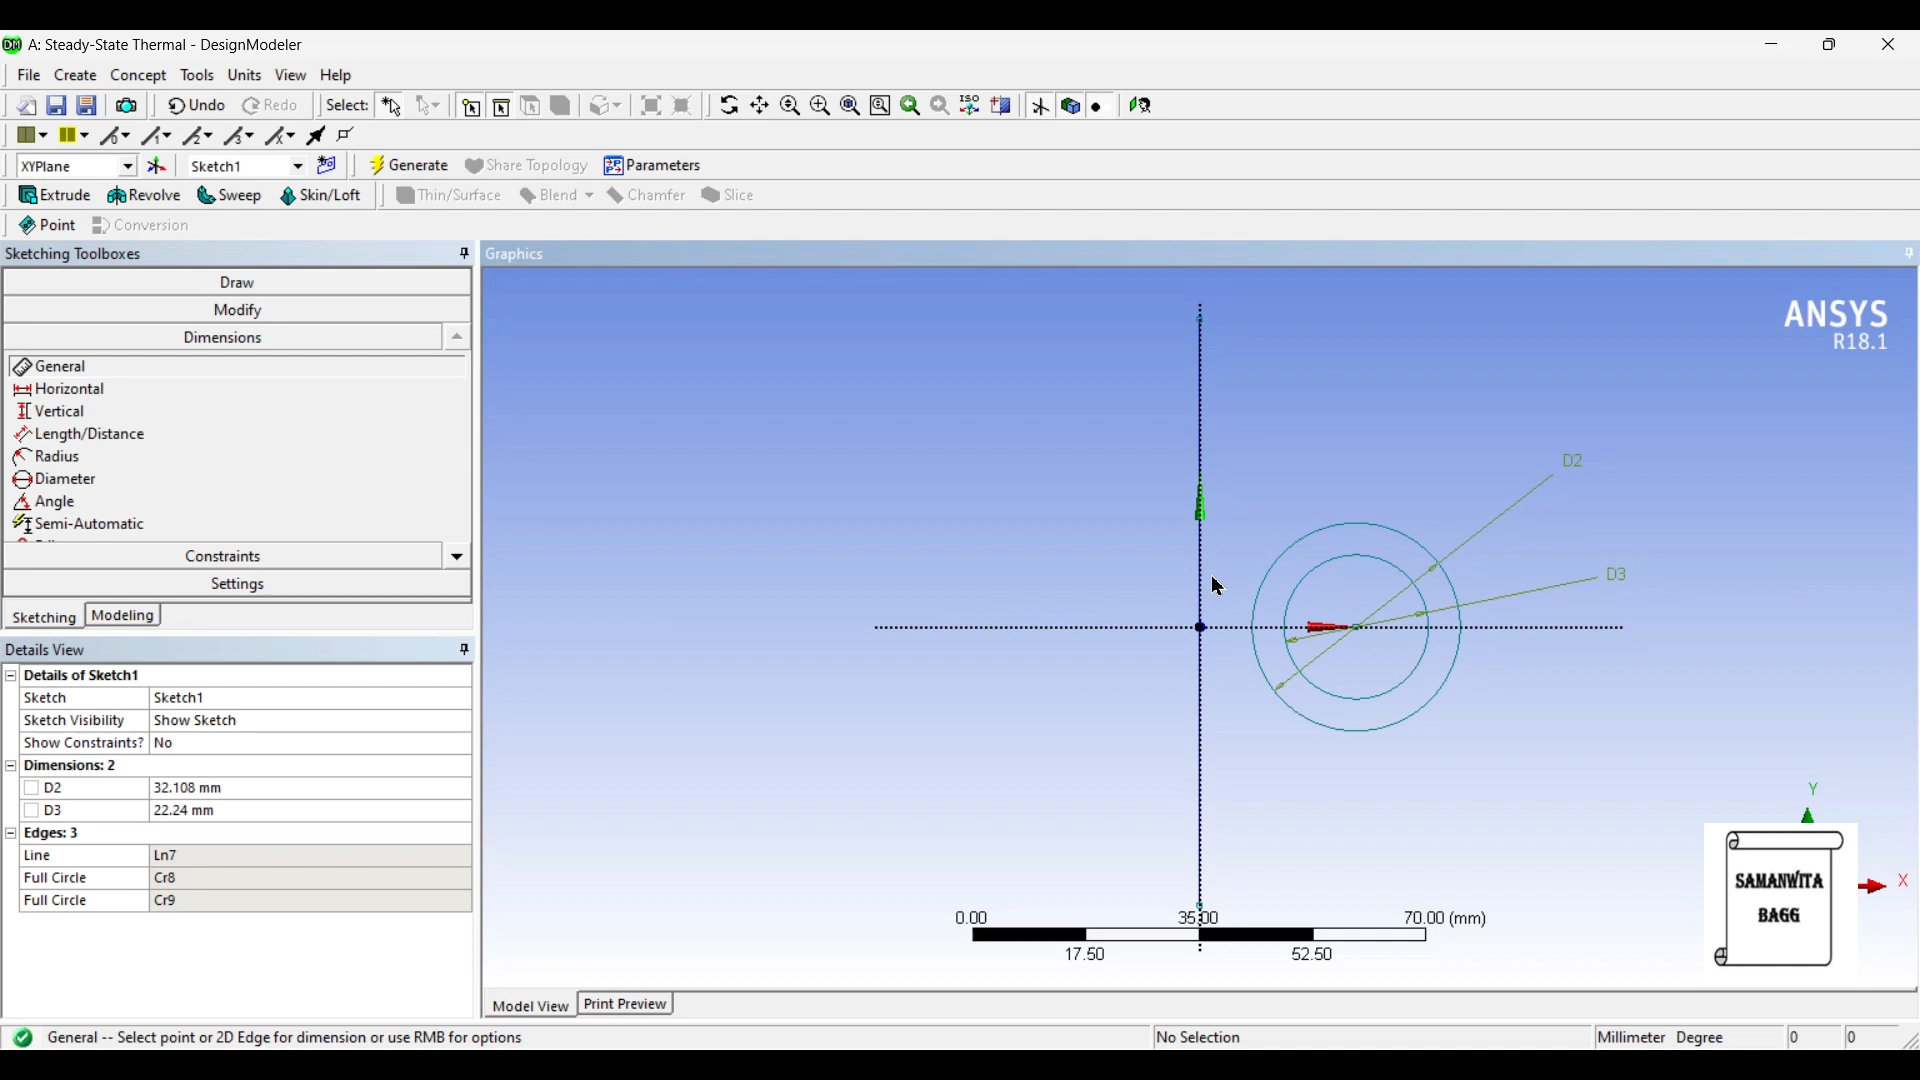 A: Steady-State Thermal - DesignModeler
File Create Concept Tools Units View Help
Undo Redo Select: ISO
XYPlane Sketch1 Generate Share Topology Parameters
Extrude Revolve Sweep Skin/Loft Thin/Surface Blend Chamfer Slice
Point Conversion
Sketching Toolboxes
Draw
Modify
Dimensions
General
Horizontal
Vertical
Length/Distance
Radius
Diameter
Angle
Semi-Automatic
Constraints
Settings
Sketching Modeling
Details View
Details of Sketch1
Sketch Sketch1
Sketch Visibility Show Sketch
Show Constraints? No
Dimensions: 2
D2 32.108 mm
D3 22.24 mm
Edges: 3
Line Ln7
Full Circle Cr8
Full Circle Cr9
Graphics
ANSYS
R18.1
D2
D3
Y
X
SAMANWITA
BAGG
0.00 35.00 70.00 (mm)
17.50 52.50
Model View Print Preview
General -- Select point or 2D Edge for dimension or use RMB for options No Selection Millimeter Degree 0 0